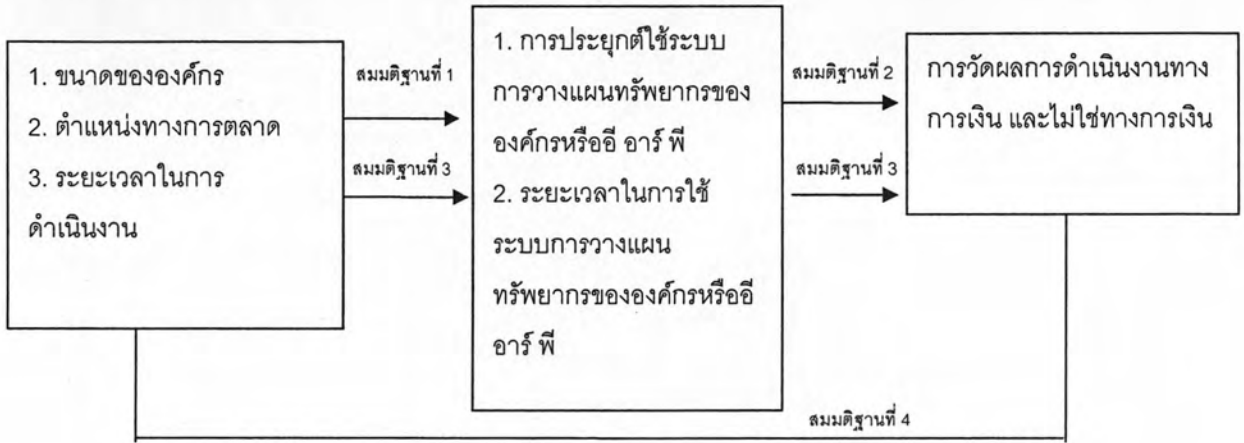 1. ขนาดขององค์กร
2. ตำแหน่งทางการตลาด
3. ระยะเวลาในการ
ดำเนินงาน
สมมติฐานที่ 1
สมมติฐานที่ 3
1. การประยุกต์ใช้ระบบ
การวางแผนทรัพยากรของ
องค์กรหรืออี อาร์ พี
2. ระยะเวลาในการใช้
ระบบการวางแผน
ทรัพยากรขององค์กรหรืออี
อาร์ พี
สมมติฐานที่ 2
สมมติฐานที่ 3
การวัดผลการดำเนินงานทาง
การเงิน และไม่ใช่ทางการเงิน
สมมติฐานที่ 4